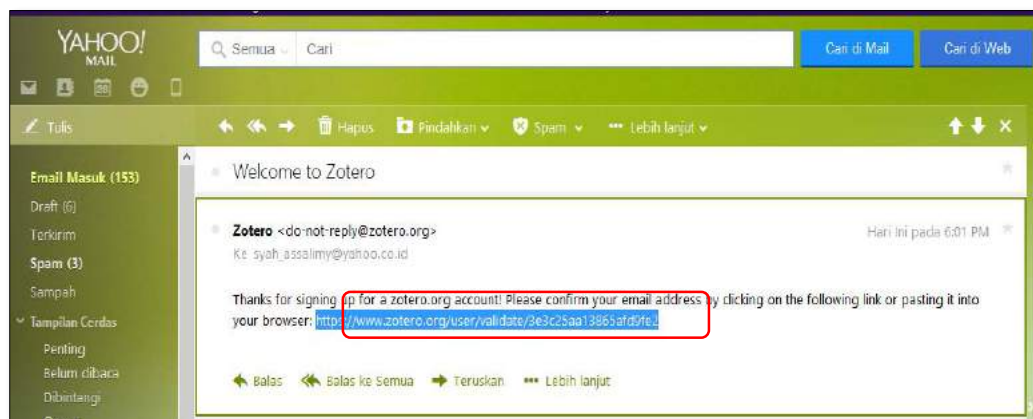 YAHOO!
MAIL
Semua
Cari
Cari di Mail
Cari di Web
Tulis
Hapus
Pindahkan
Spam
Lebih lanjut
Email Masuk (153)
Draft (6)
Terkirim
Spam (3)
Sampah
Tampilan Cerdas
Penting
Belum dibaca
Dibintangi
Welcome to Zotero
Zotero <do-not-reply@zotero.org>
Hari Ini pada 6:01 PM
Ke syah_assalimy@yahoo.co.id
Thanks for signing up for a zotero.org account! Please confirm your email address by clicking on the following link or pasting it into
your browser: https://www.zotero.org/user/validate/3e3c25aa13865afd9fe2
Balas
Balas ke Semua
Teruskan
Lebih lanjut